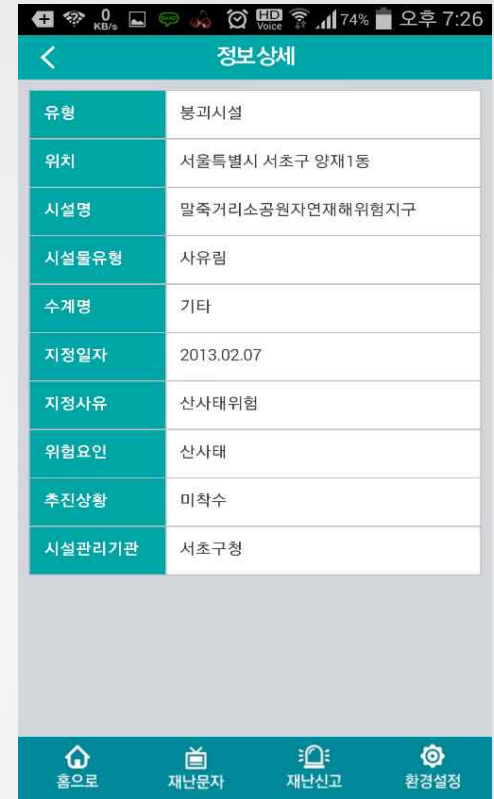 0 KB/s HD Voice 74% 오후 7:26
정보상세
유형 붕괴시설
위치 서울특별시 서초구 양재1동
시설명 말죽거리소공원자연재해위험지구
시설물유형 사유림
수계명 기타
지정일자 2013.02.07
지정사유 산사태위험
위험요인 산사태
추진상황 미착수
시설관리기관 서초구청
홈으로 재난문자 재난신고 환경설정